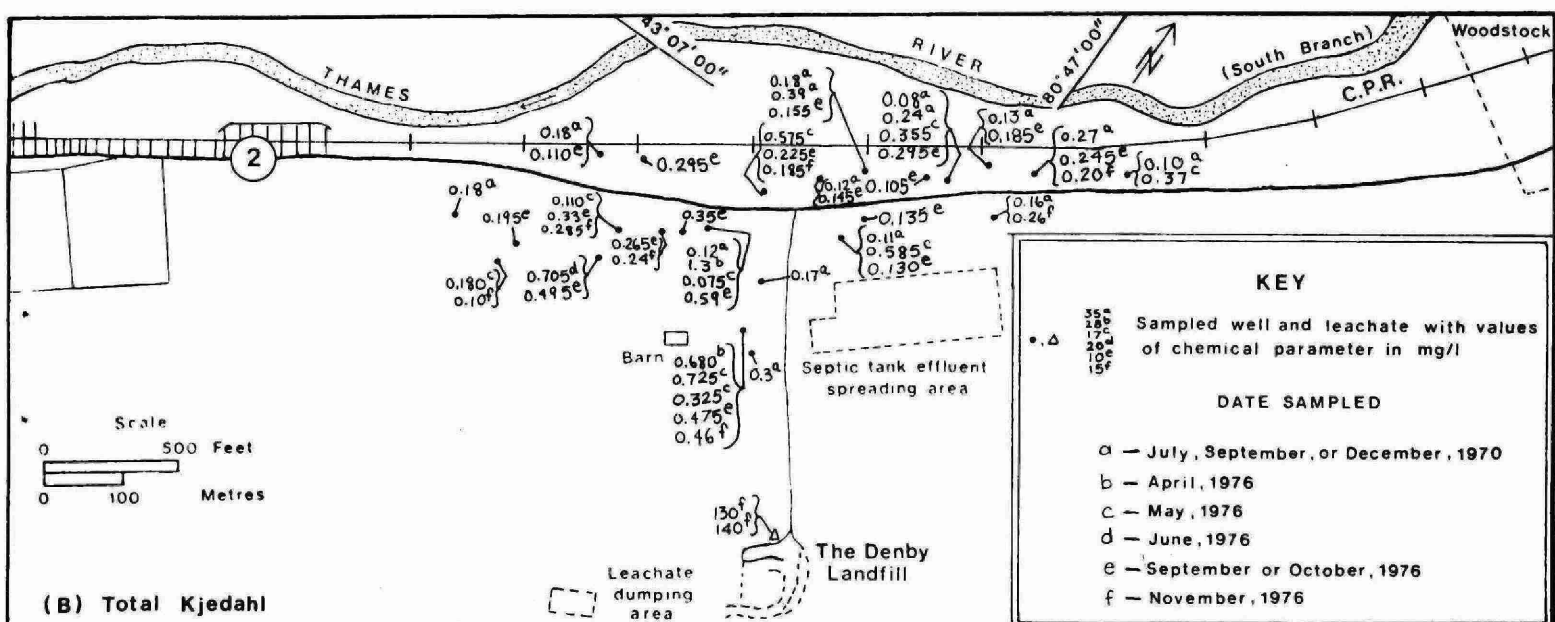 THAMES
43°07'00"
RIVER
80°47'00"
N
(South Branch)
C.P.R.
Woodstock
2
0.18ᵃ
0.110ᵉ
0.295ᵉ
0.575ᶜ
0.225ᵉ
0.185ᶠ
0.18ᵃ
0.39ᵃ
0.155ᵉ
0.12ᵃ
0.145ᵉ
0.08ᵃ
0.24ᵃ
0.355ᶜ
0.295ᵉ
0.105ᵉ
0.13ᵃ
0.185ᵉ
0.27ᵃ
0.245ᵉ
0.20ᶠ
0.10ᵃ
0.37ᶜ
0.18ᵃ
0.195ᵉ
0.180ᶜ
0.10ᶠ
0.110ᶜ
0.33ᵉ
0.285ᶠ
0.705ᵈ
0.495ᵉ
0.265ᵉ
0.24ᶠ
0.35ᵉ
0.12ᵃ
1.3ᵇ
0.075ᶜ
0.59ᵉ
0.17ᵃ
0.135ᵉ
0.11ᵃ
0.585ᶜ
0.130ᵉ
0.16ᵃ
0.26ᶠ
Barn
0.680ᵇ
0.725ᶜ
0.325ᶜ
0.475ᵉ
0.46ᶠ
0.3ᵃ
Septic tank effluent
spreading area
Scale
0 500 Feet
0 100 Metres
130ᶠ
140ᶠ
The Denby
Landfill
Leachate
dumping
area
(B) Total Kjedahl
KEY
35ᵃ
28ᵇ
17ᶜ
20ᵈ
10ᵉ
15ᶠ
Sampled well and leachate with values
of chemical parameter in mg/l
DATE SAMPLED
a — July, September, or December, 1970
b — April, 1976
c — May, 1976
d — June, 1976
e — September or October, 1976
f — November, 1976